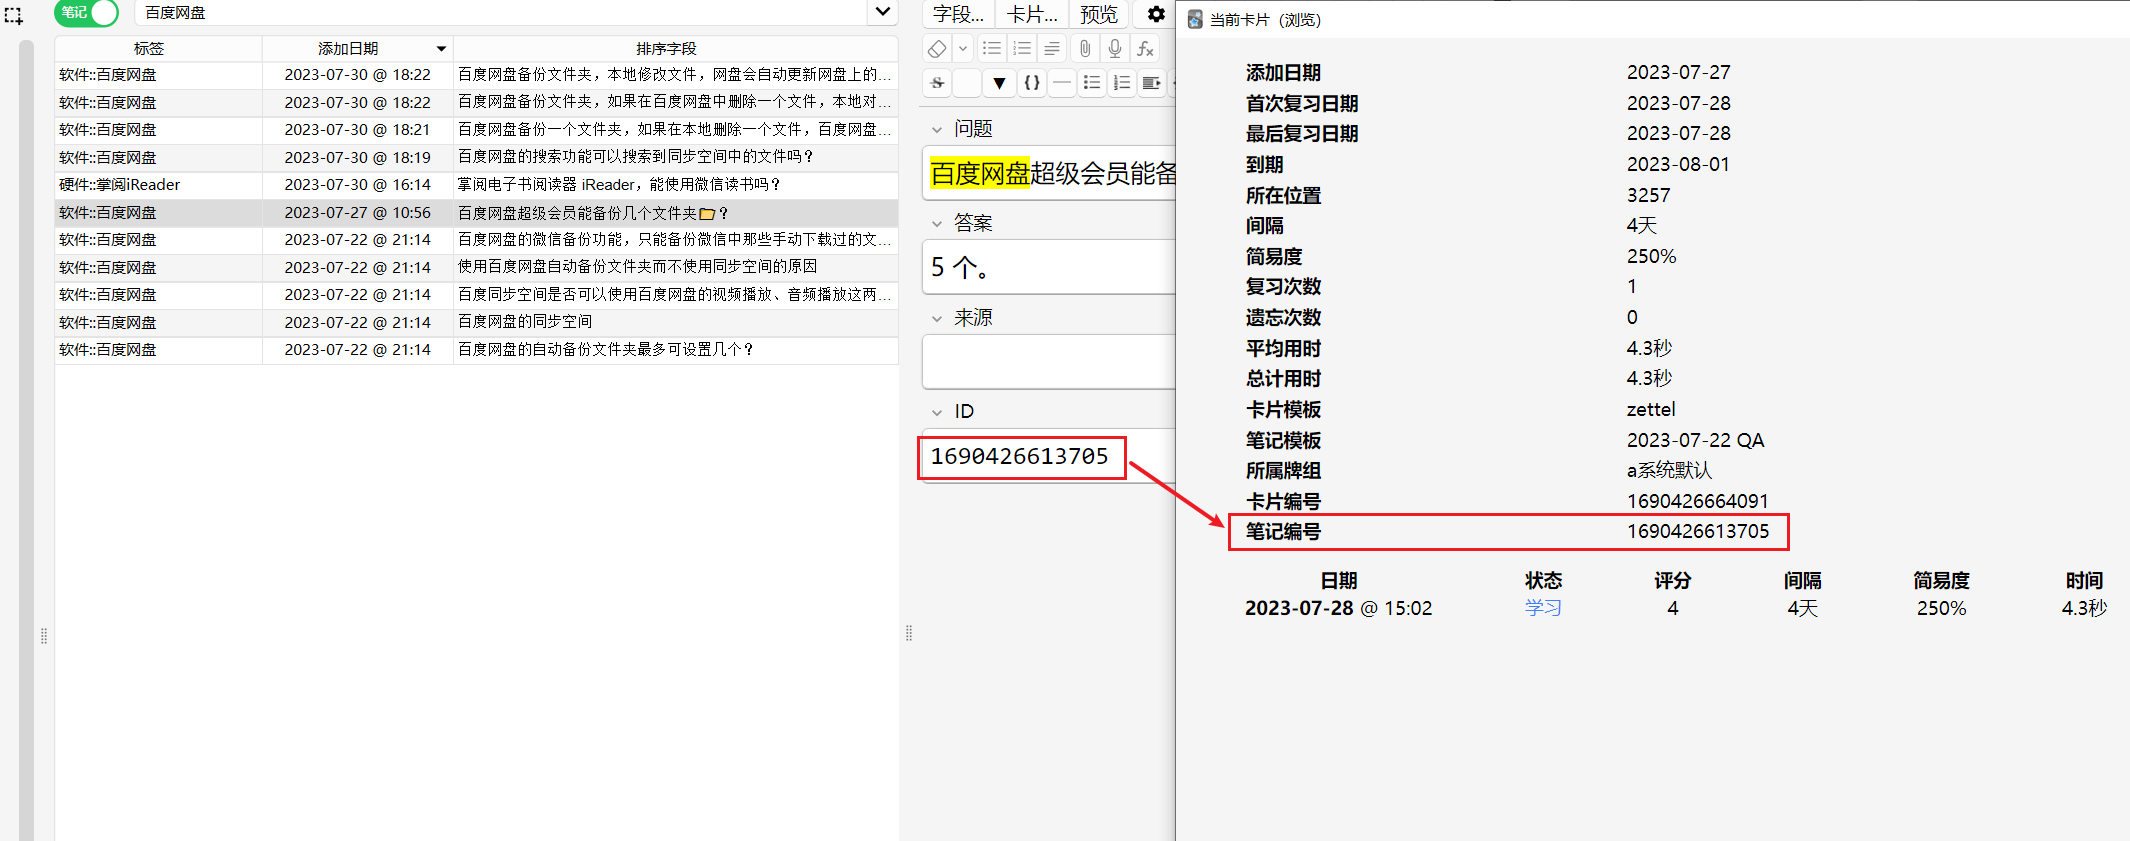 笔记
百度网盘
标签 添加日期 排序字段
软件::百度网盘 2023-07-30 @ 18:22 百度网盘备份文件夹，本地修改文件，网盘会自动更新网盘上的…
软件::百度网盘 2023-07-30 @ 18:22 百度网盘备份文件夹，如果在百度网盘中删除一个文件，本地对…
软件::百度网盘 2023-07-30 @ 18:21 百度网盘备份一个文件夹，如果在本地删除一个文件，百度网盘…
软件::百度网盘 2023-07-30 @ 18:19 百度网盘的搜索功能可以搜索到同步空间中的文件吗？
硬件::掌阅iReader 2023-07-30 @ 16:14 掌阅电子书阅读器 iReader，能使用微信读书吗？
软件::百度网盘 2023-07-27 @ 10:56 百度网盘超级会员能备份几个文件夹📁？
软件::百度网盘 2023-07-22 @ 21:14 百度网盘的微信备份功能，只能备份微信中那些手动下载过的文…
软件::百度网盘 2023-07-22 @ 21:14 使用百度网盘自动备份文件夹而不使用同步空间的原因
软件::百度网盘 2023-07-22 @ 21:14 百度同步空间是否可以使用百度网盘的视频播放、音频播放这两…
软件::百度网盘 2023-07-22 @ 21:14 百度网盘的同步空间
软件::百度网盘 2023-07-22 @ 21:14 百度网盘的自动备份文件夹最多可设置几个？
字段... 卡片... 预览
问题
百度网盘超级会员能备
答案
5 个。
来源
ID
1690426613705
当前卡片（浏览）
添加日期 2023-07-27
首次复习日期 2023-07-28
最后复习日期 2023-07-28
到期 2023-08-01
所在位置 3257
间隔 4天
简易度 250%
复习次数 1
遗忘次数 0
平均用时 4.3秒
总计用时 4.3秒
卡片模板 zettel
笔记模板 2023-07-22 QA
所属牌组 a系统默认
卡片编号 1690426664091
笔记编号 1690426613705
日期 状态 评分 间隔 简易度 时间
2023-07-28 @ 15:02 学习 4 4天 250% 4.3秒